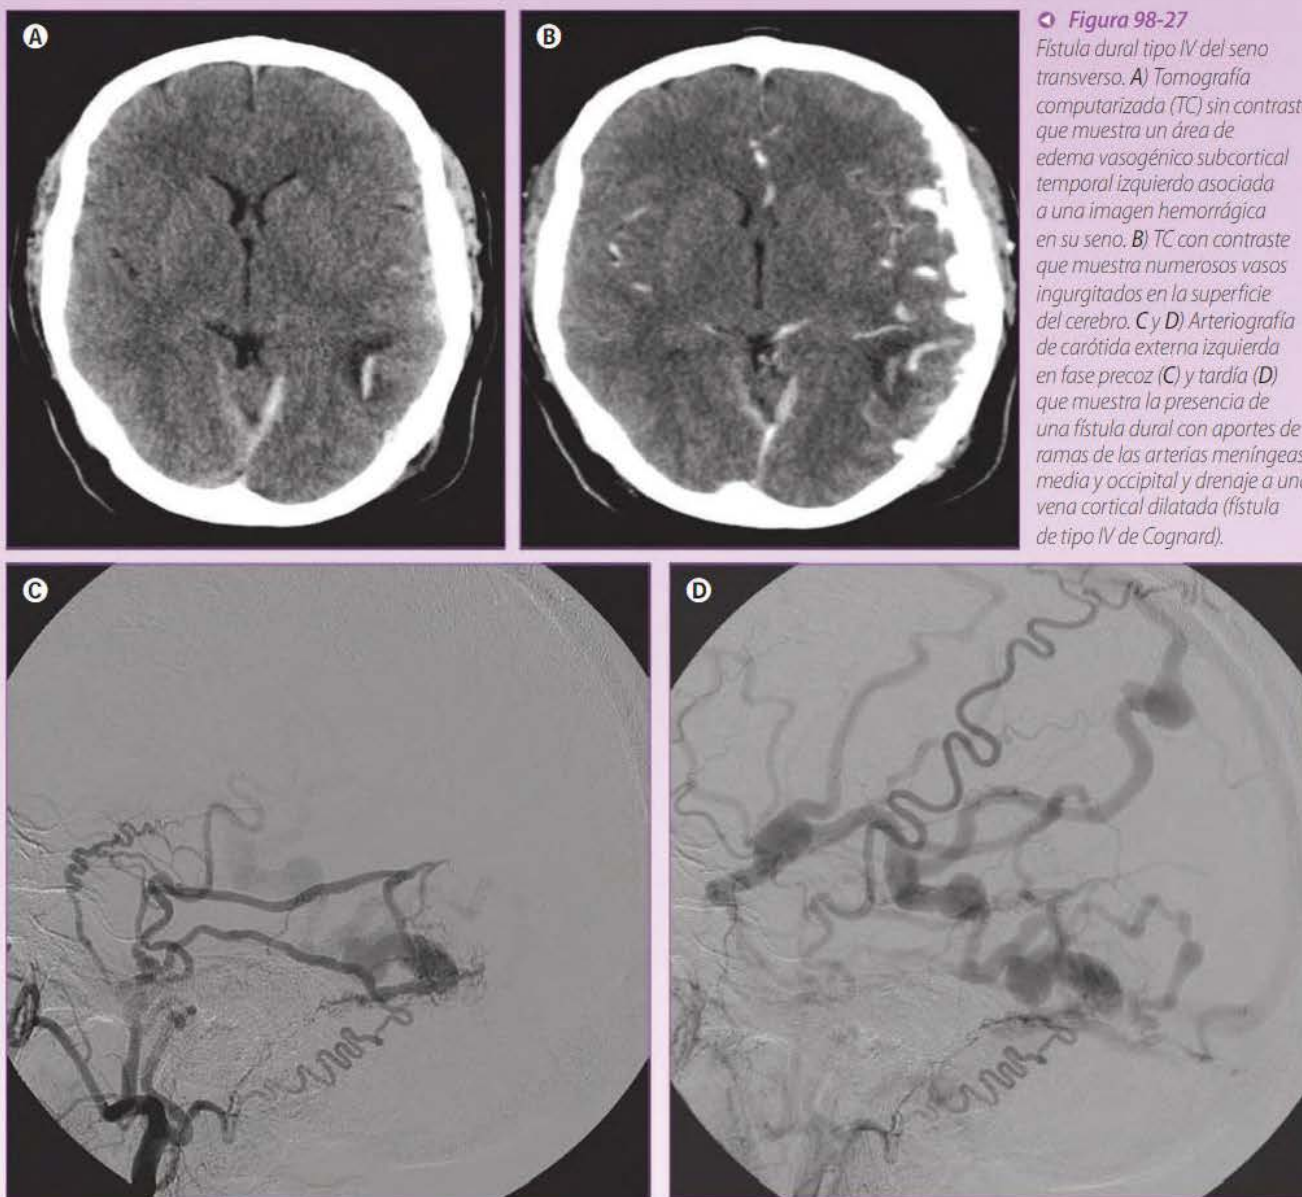 A
B
Figura 98-27
Fístula dural tipo IV del seno
transverso. A) Tomografía
computarizada (TC) sin contrast
que muestra un área de
edema vasogénico subcortical
temporal izquierdo asociada
a una imagen hemorrágica
en su seno. B) TC con contraste
que muestra numerosos vasos
ingurgitados en la superficie
del cerebro. C y D) Arteriografía
de carótida externa izquierda
en fase precoz (C) y tardía (D)
que muestra la presencia de
una fístula dural con aportes de
ramas de las arterias meníngeas
media y occipital y drenaje a una
vena cortical dilatada (fístula
de tipo IV de Cognard).
C
D